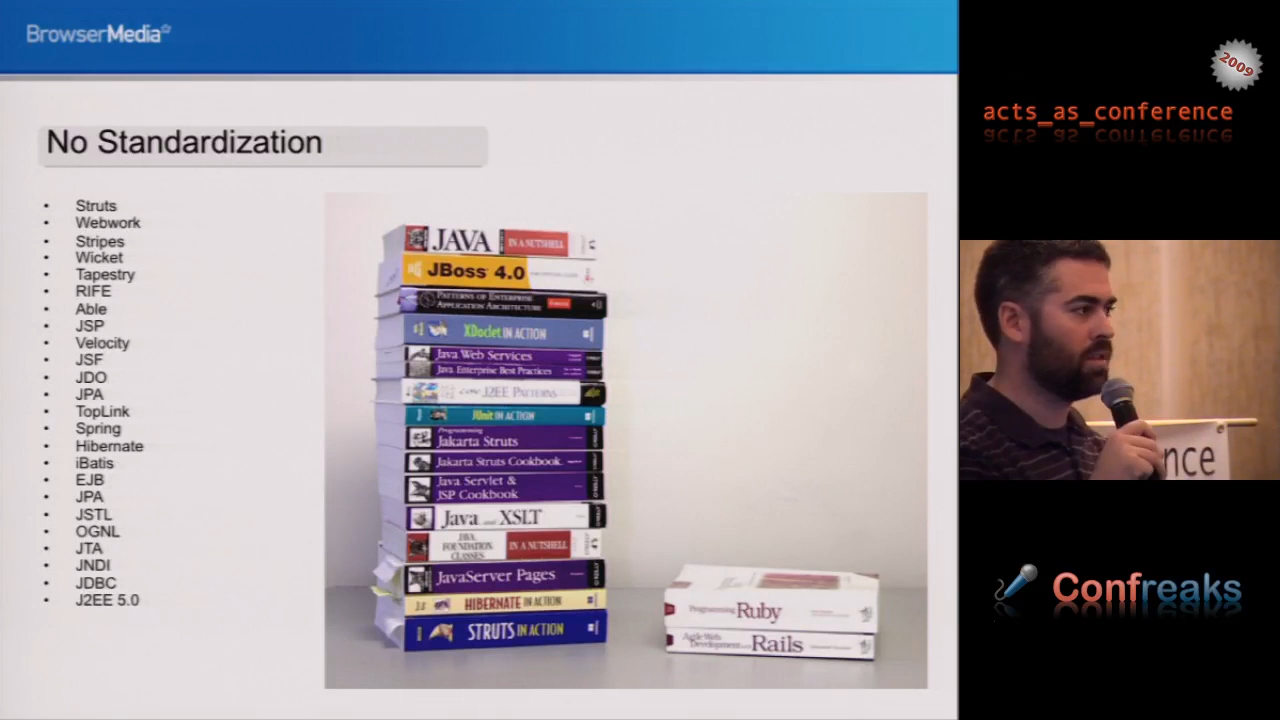 BrowserMedia
No Standardization
• Struts
• Webwork
• Stripes
• Wicket
• Tapestry
• RIFE
• Able
• JSP
• Velocity
• JSF
• JDO
• JPA
• TopLink
• Spring
• Hibernate
• iBatis
• EJB
• JPA
• JSTL
• OGNL
• JTA
• JNDI
• JDBC
• J2EE 5.0
JAVA IN A NUTSHELL
JBoss 4.0
PATTERNS OF ENTERPRISE
APPLICATION ARCHITECTURE
XDoclet IN ACTION
Java Web Services
Java Enterprise Best Practices
core J2EE PATTERNS
JUnit IN ACTION
Programming
Jakarta Struts
Jakarta Struts Cookbook
Java Servlet &
JSP Cookbook
Java and XSLT
JAVA
FOUNDATION
CLASSES
IN A NUTSHELL
JavaServer Pages
HIBERNATE IN ACTION
STRUTS IN ACTION
Programming Ruby
Agile Web
Development with Rails
2009
acts_as_conference
nce
Confreaks